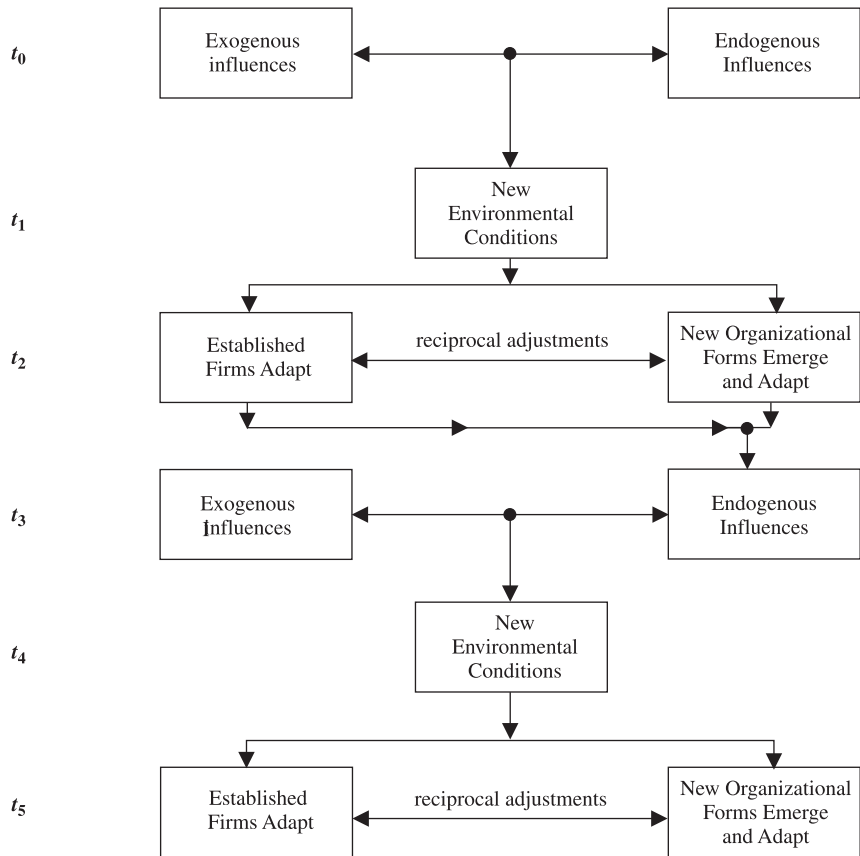 t0
Exogenous
influences
Endogenous
Influences
t1
New
Environmental
Conditions
t2
Established
Firms Adapt
reciprocal adjustments
New Organizational
Forms Emerge
and Adapt
t3
Exogenous
Influences
Endogenous
Influences
t4
New
Environmental
Conditions
t5
Established
Firms Adapt
reciprocal adjustments
New Organizational
Forms Emerge
and Adapt